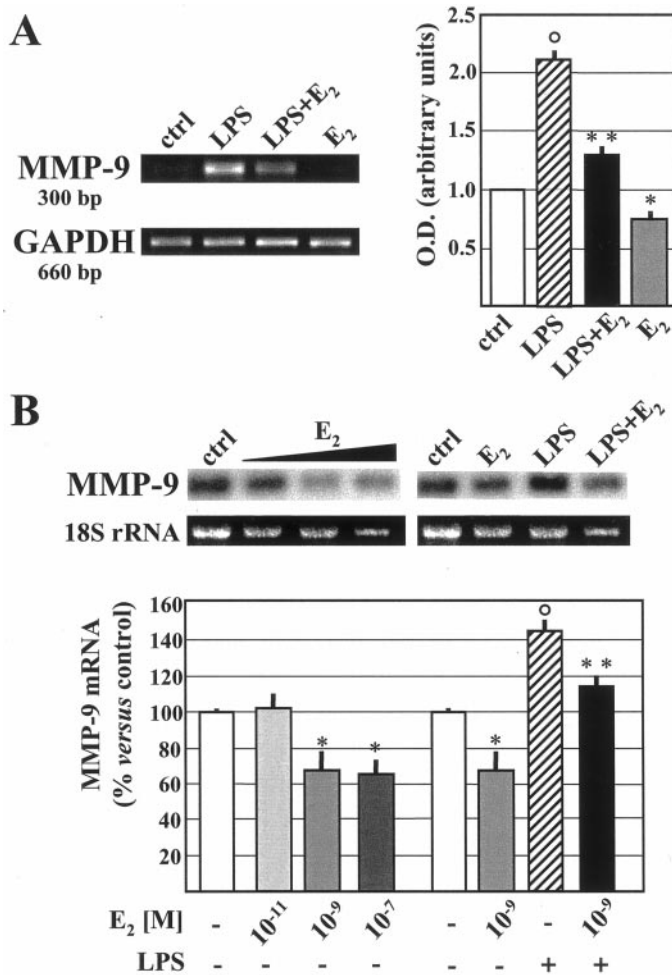 A
ctrl LPS LPS+E₂ E₂
MMP-9
300 bp
GAPDH
660 bp
O.D. (arbitrary units)
2.5
2.0
1.5
1.0
0.5
°
* *
*
ctrl LPS LPS+E₂ E₂
B
ctrl E₂ ctrl E₂ LPS LPS+E₂
MMP-9
18S rRNA
MMP-9 mRNA
(% versus control)
160
140
120
100
80
60
40
20
* * * ° * *
E₂ [M] - 10⁻¹¹ 10⁻⁹ 10⁻⁷ - 10⁻⁹ - 10⁻⁹
LPS - - - - - - + +